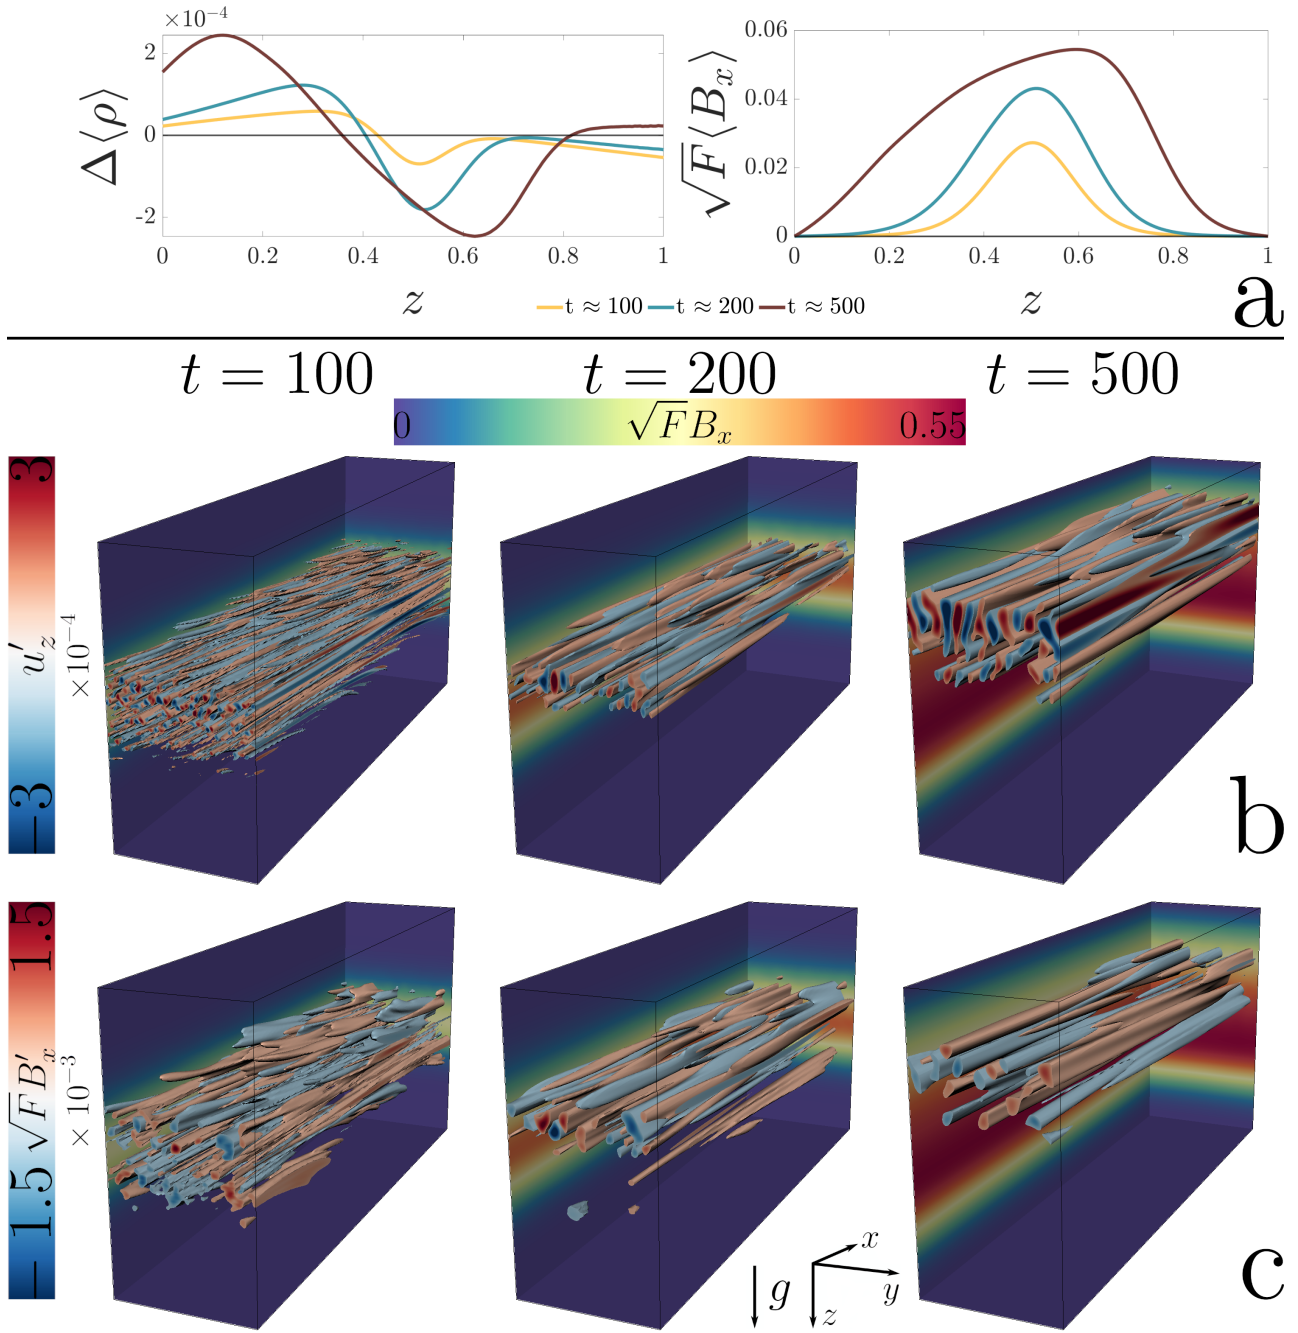 ×10⁻⁴
2
0
-2
Δ⟨ρ⟩
0 0.2 0.4 0.6 0.8 1
z
0.06
0.04
0.02
0
√F⟨B_x⟩
0 0.2 0.4 0.6 0.8 1
z
t ≈ 100 t ≈ 200 t ≈ 500
a
t = 100 t = 200 t = 500
0 √F B_x 0.55
−3 u′_z 3
×10⁻⁴
b
−1.5 √F B′_x 1.5
×10⁻³
g
x
y
z
c